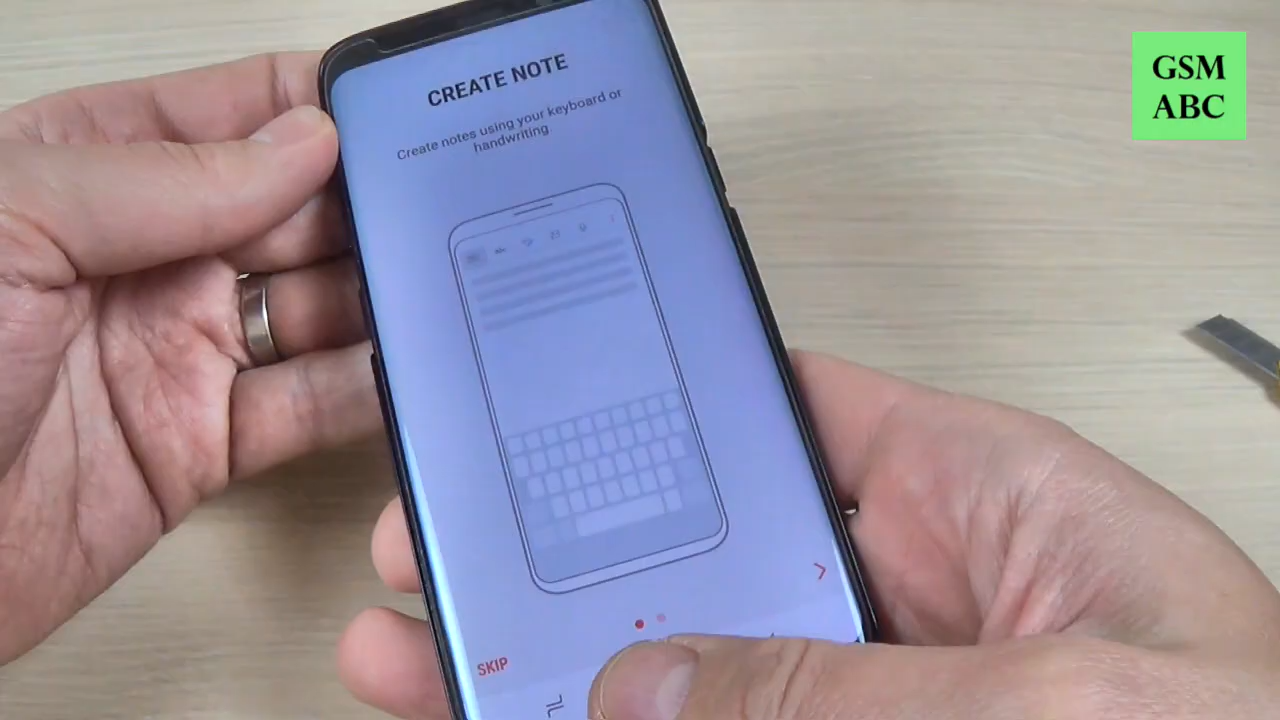 GSM
ABC
CREATE NOTE
Create notes using your keyboard or
handwriting.
SKIP